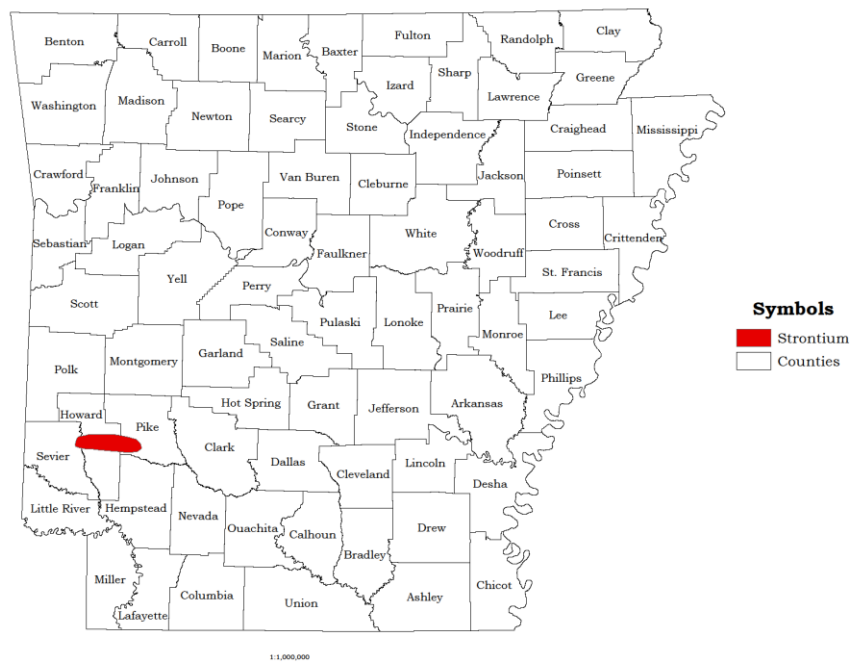 Benton
Carroll
Boone
Marion
Baxter
Fulton
Randolph
Clay
Izard
Sharp
Greene
Lawrence
Washington
Madison
Newton
Searcy
Stone
Independence
Craighead
Mississippi
Crawford
Franklin
Johnson
Pope
Van Buren
Cleburne
Jackson
Poinsett
Sebastian
Logan
Conway
Faulkner
White
Woodruff
Cross
Crittenden
Yell
Perry
St. Francis
Scott
Pulaski
Lonoke
Prairie
Monroe
Lee
Symbols
Strontium
Counties
Polk
Montgomery
Garland
Saline
Phillips
Howard
Pike
Hot Spring
Grant
Jefferson
Arkansas
Sevier
Clark
Dallas
Cleveland
Lincoln
Desha
Little River
Hempstead
Nevada
Ouachita
Calhoun
Bradley
Drew
Miller
Lafayette
Columbia
Union
Ashley
Chicot
1:1,000,000